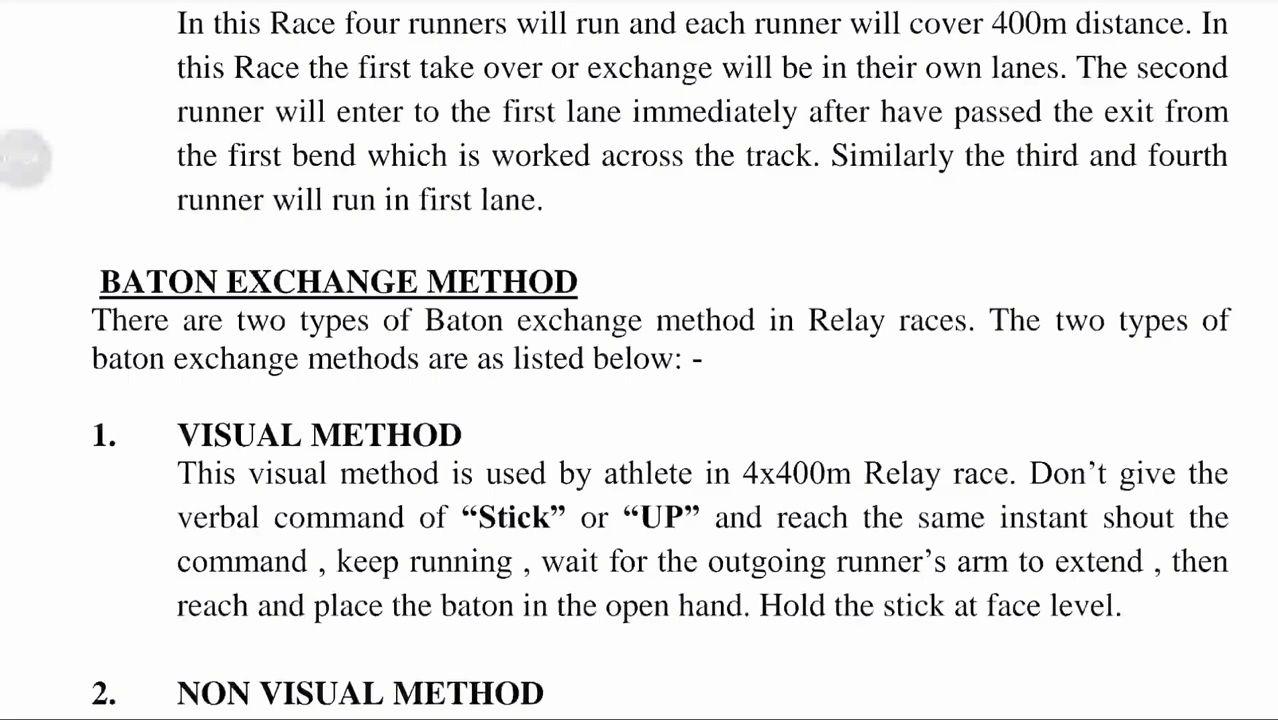 In this Race four runners will run and each runner will cover 400m distance. In
this Race the first take over or exchange will be in their own lanes. The second
runner will enter to the first lane immediately after have passed the exit from
the first bend which is worked across the track. Similarly the third and fourth
runner will run in first lane.
BATON EXCHANGE METHOD
There are two types of Baton exchange method in Relay races. The two types of
baton exchange methods are as listed below: -
1. VISUAL METHOD
This visual method is used by athlete in 4x400m Relay race. Don’t give the
verbal command of “Stick” or “UP” and reach the same instant shout the
command , keep running , wait for the outgoing runner’s arm to extend , then
reach and place the baton in the open hand. Hold the stick at face level.
2. NON VISUAL METHOD